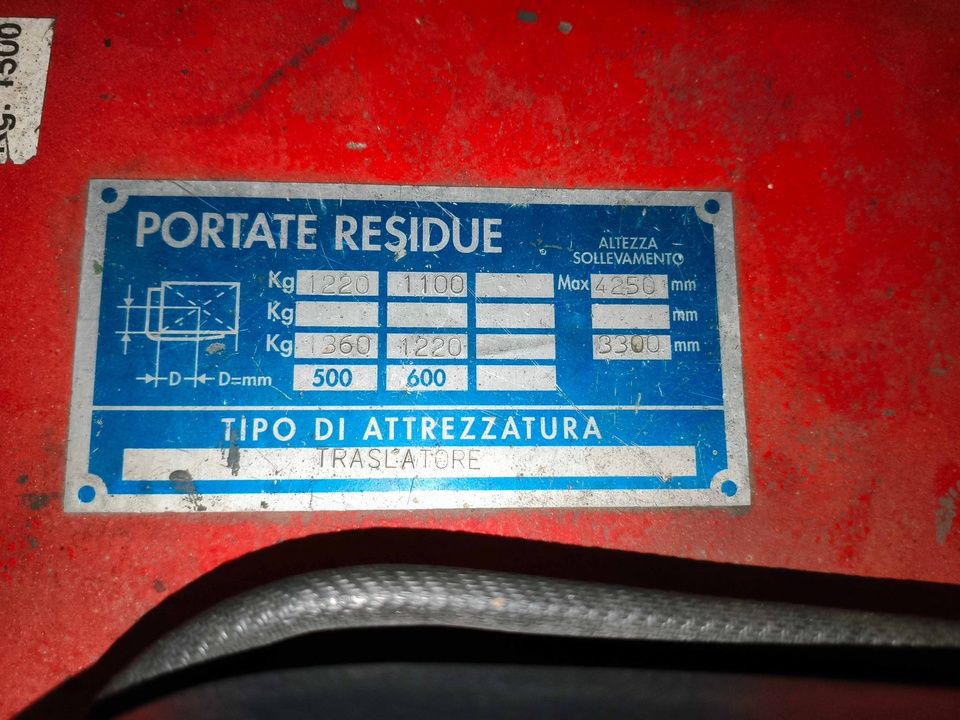 PORTATE RESIDUE
ALTEZZA
SOLLEVAMENTO
Kg 1220 1100 Max 4250 mm
Kg mm
Kg 1360 1220 3300 mm
D D=mm 500 600
TIPO DI ATTREZZATURA
TRASLATORE